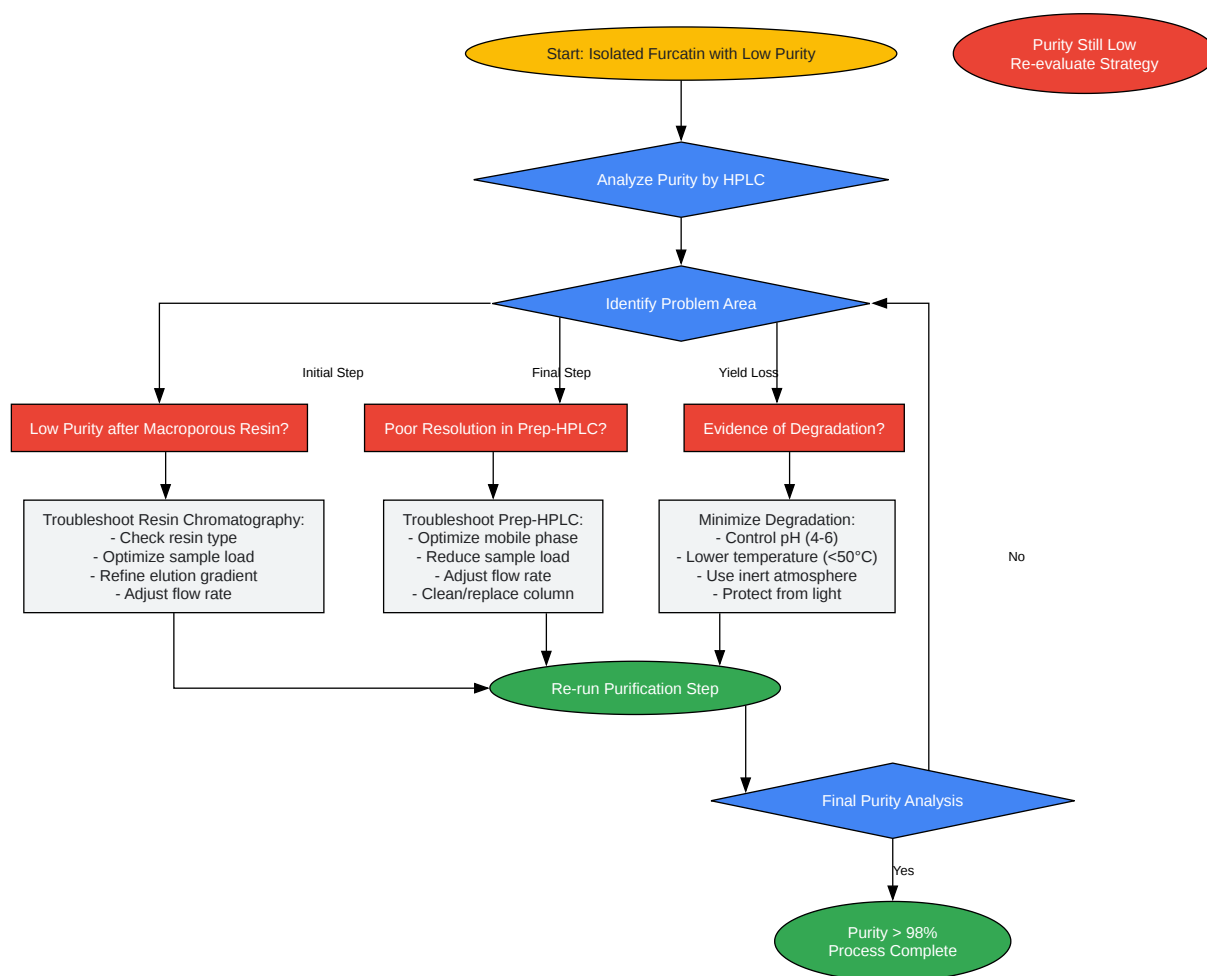 Start: Isolated Furcatin with Low Purity
Purity Still Low
Re-evaluate Strategy
Analyze Purity by HPLC
Identify Problem Area
Initial Step
Final Step
Yield Loss
Low Purity after Macroporous Resin?
Poor Resolution in Prep-HPLC?
Evidence of Degradation?
Troubleshoot Resin Chromatography:
- Check resin type
- Optimize sample load
- Refine elution gradient
- Adjust flow rate
Troubleshoot Prep-HPLC:
- Optimize mobile phase
- Reduce sample load
- Adjust flow rate
- Clean/replace column
Minimize Degradation:
- Control pH (4-6)
- Lower temperature (<50°C)
- Use inert atmosphere
- Protect from light
No
Re-run Purification Step
Final Purity Analysis
Yes
Purity > 98%
Process Complete